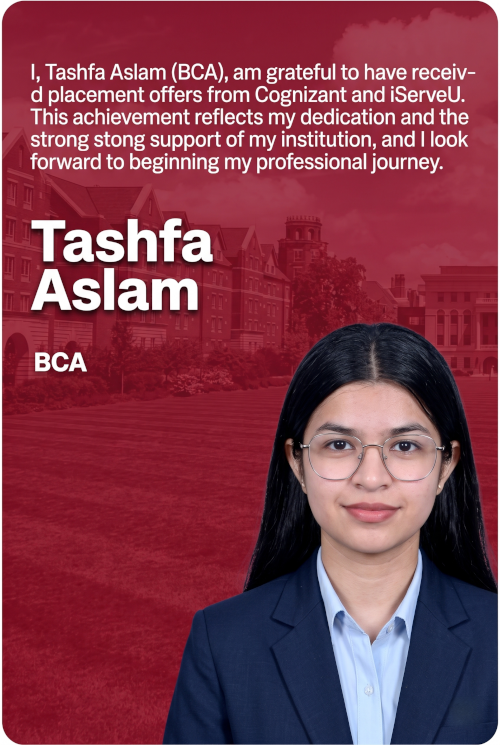 I, Tashfa Aslam (BCA), am grateful to have receiv-
d placement offers from Cognizant and iServeU.
This achievement reflects my dedication and the
strong stong support of my institution, and I look
forward to beginning my professional journey.
Tashfa
Aslam
BCA